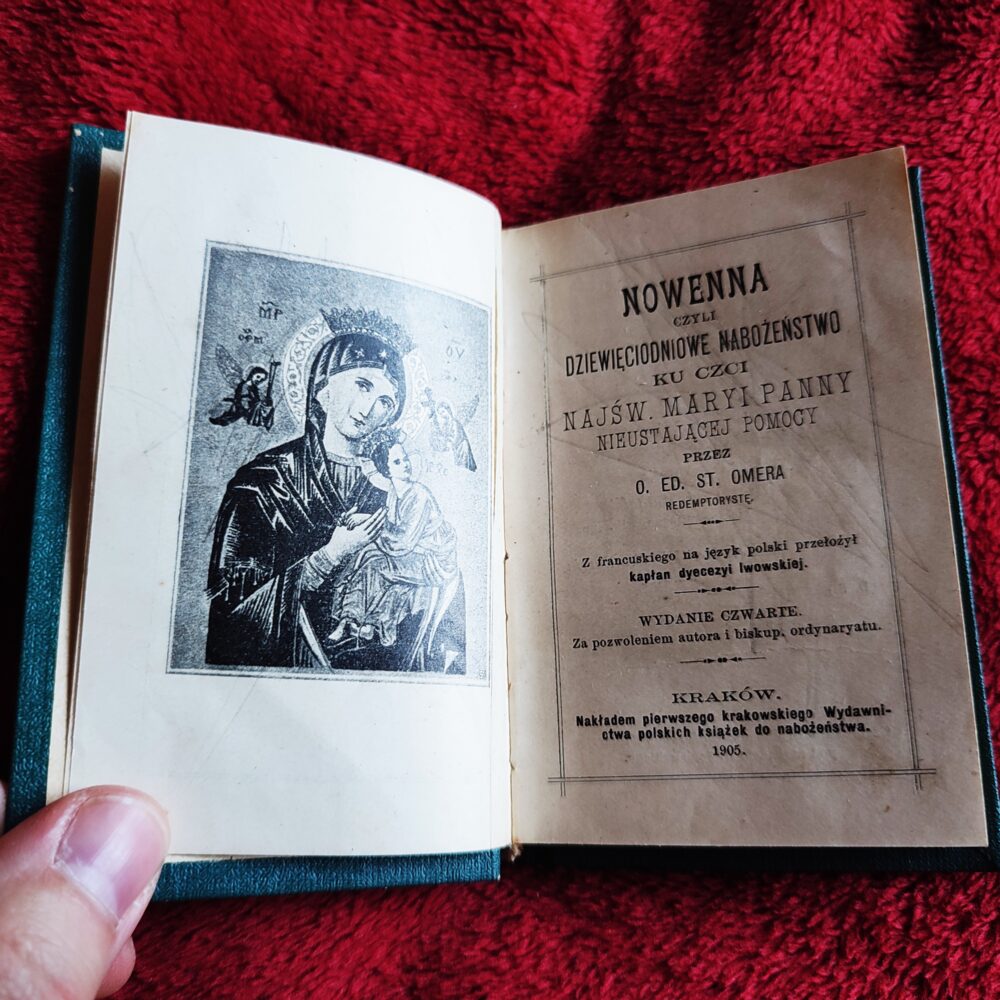 NOWENNA
CZYLI
DZIEWIĘCIODNIOWE NABOŻEŃSTWO
KU CZCI
NAJŚW. MARYI PANNY
NIEUSTAJĄCEJ POMOCY
PRZEZ
O. ED. ST. OMERA
REDEMPTORYSTĘ.
Z francuskiego na język polski przełożył
kapłan dyecezyi lwowskiej.
WYDANIE CZWARTE.
Za pozwoleniem autora i biskup. ordynaryatu.
KRAKÓW.
Nakładem pierwszego krakowskiego Wydawni-
ctwa polskich książek do nabożeństwa.
1905.